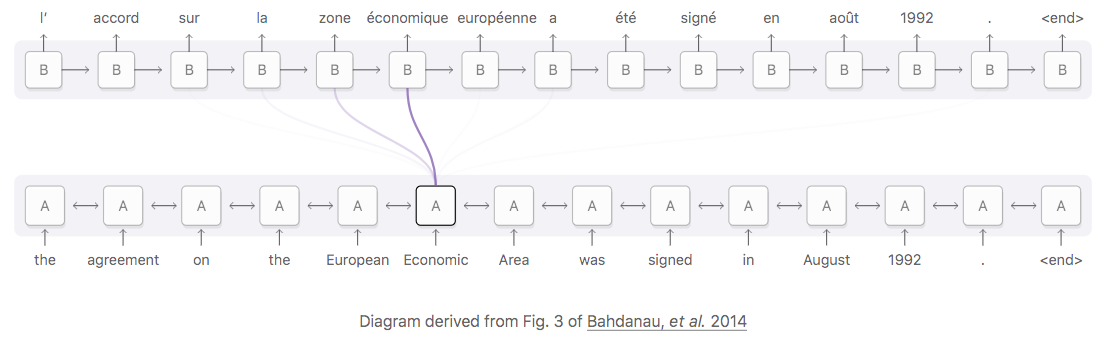 l’ accord sur la zone économique européenne a été signé en août 1992 . <end>
B B B B B B B B B B B B B B B
A A A A A A A A A A A A A A
the agreement on the European Economic Area was signed in August 1992 . <end>
Diagram derived from Fig. 3 of Bahdanau, et al. 2014